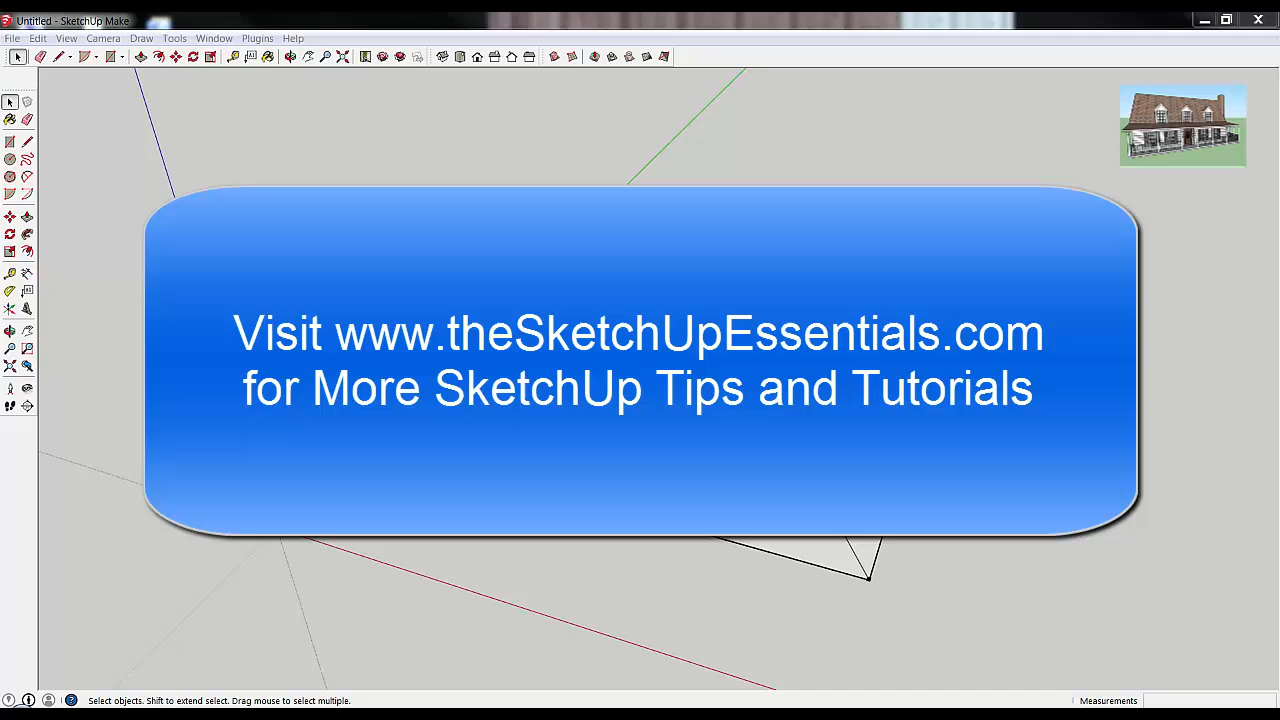 Untitled - SketchUp Make
File Edit View Camera Draw Tools Window Plugins Help
Visit www.theSketchUpEssentials.com
for More SketchUp Tips and Tutorials
Select objects. Shift to extend select. Drag mouse to select multiple.
Measurements